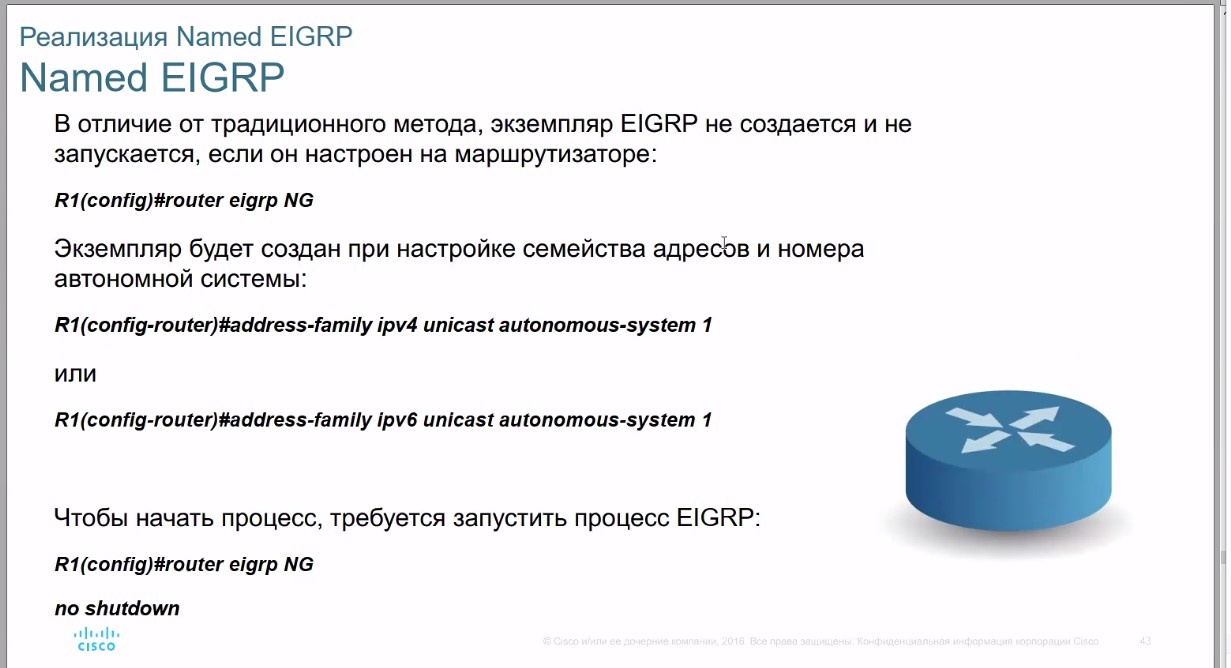 Реализация Named EIGRP
Named EIGRP
В отличие от традиционного метода, экземпляр EIGRP не создается и не
запускается, если он настроен на маршрутизаторе:
R1(config)#router eigrp NG
Экземпляр будет создан при настройке семейства адресов и номера
автономной системы:
R1(config-router)#address-family ipv4 unicast autonomous-system 1
или
R1(config-router)#address-family ipv6 unicast autonomous-system 1
Чтобы начать процесс, требуется запустить процесс EIGRP:
R1(config)#router eigrp NG
no shutdown
CISCO
© Cisco и/или ее дочерние компании, 2016. Все права защищены. Конфиденциальная информация корпорации Cisco
43